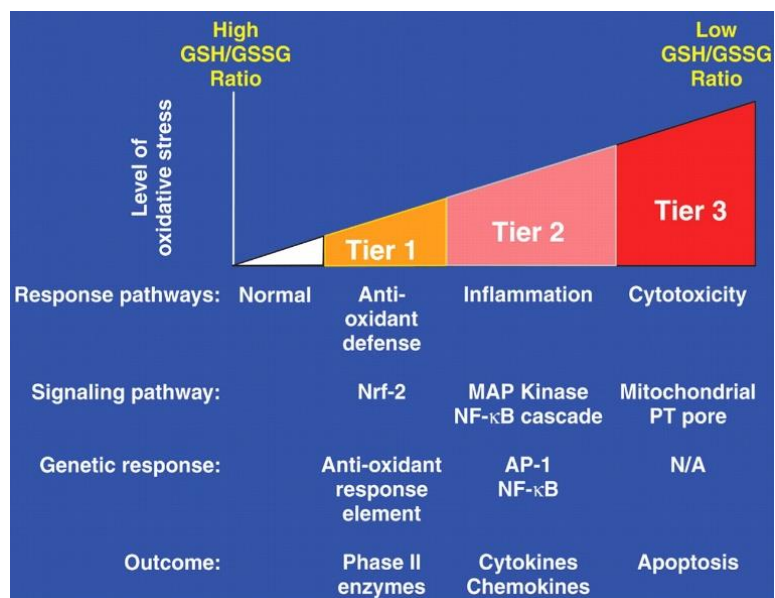 High
GSH/GSSG
Ratio
Low
GSH/GSSG
Ratio
Level of
oxidative stress
Tier 1
Tier 2
Tier 3
Response pathways: Normal Anti- Inflammation Cytotoxicity
oxidant
defense
Signaling pathway: Nrf-2 MAP Kinase Mitochondrial
NF-κB cascade PT pore
Genetic response: Anti-oxidant AP-1 N/A
response NF-κB
element
Outcome: Phase II Cytokines Apoptosis
enzymes Chemokines